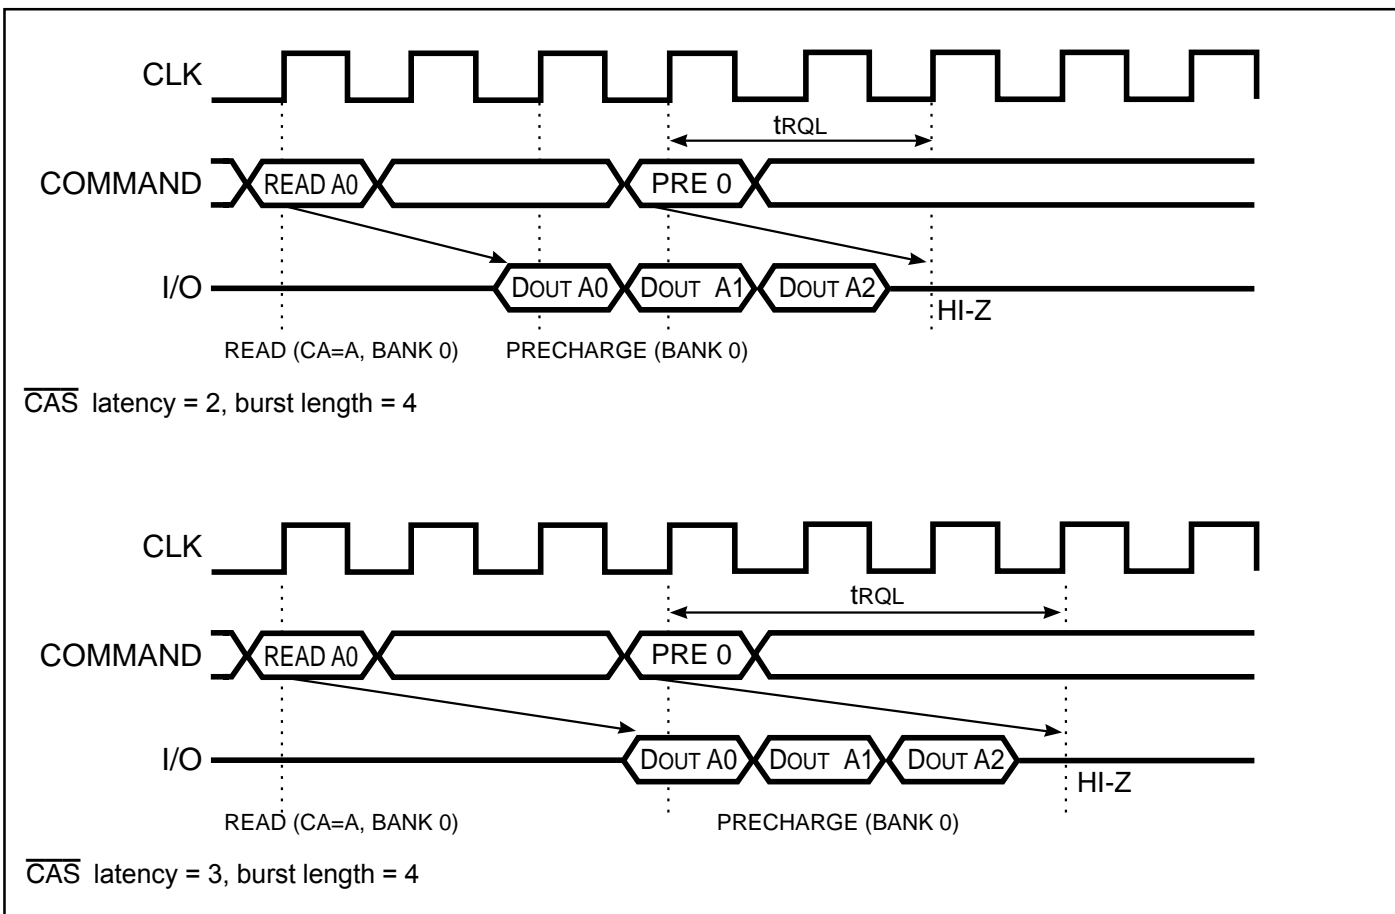 CLK
tRQL
COMMAND READ A0 PRE 0
I/O DOUT A0 DOUT A1 DOUT A2 HI-Z
READ (CA=A, BANK 0) PRECHARGE (BANK 0)
CAS latency = 2, burst length = 4
CLK
tRQL
COMMAND READ A0 PRE 0
I/O DOUT A0 DOUT A1 DOUT A2 HI-Z
READ (CA=A, BANK 0) PRECHARGE (BANK 0)
CAS latency = 3, burst length = 4